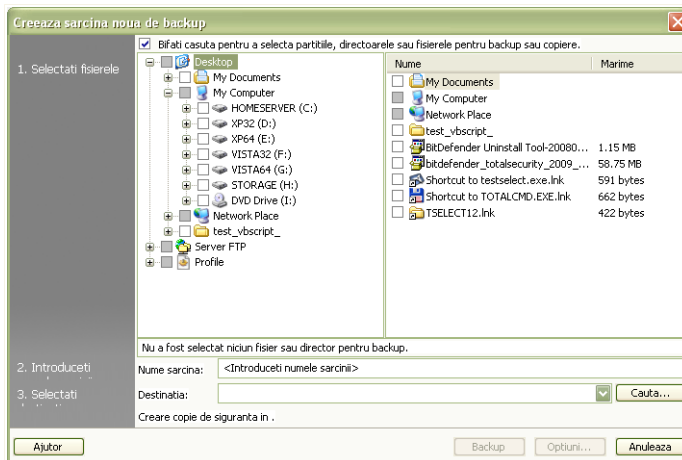 Creeaza sarcina noua de backup
1. Selectati fisierele
Bifati casuta pentru a selecta partitiile, directoarele sau fisierele pentru backup sau copiere.
Desktop
My Documents
My Computer
HOMESERVER (C:)
XP32 (D:)
XP64 (E:)
VISTA32 (F:)
VISTA64 (G:)
STORAGE (H:)
DVD Drive (I:)
Network Place
test_vbscript_
Server FTP
Profile
Nume Marime
My Documents
My Computer
Network Place
test_vbscript_
BitDefender Uninstall Tool-20080... 1.15 MB
bitdefender_totalsecurity_2009_... 58.75 MB
Shortcut to testselect.exe.lnk 591 bytes
Shortcut to TOTALCMD.EXE.lnk 662 bytes
TSELECT12.lnk 422 bytes
Nu a fost selectat niciun fisier sau director pentru backup.
2. Introduceti
Nume sarcina: <Introduceti numele sarcinii>
3. Selectati
Destinatia: Cauta...
Creare copie de siguranta in .
Ajutor Backup Optiuni... Anuleaza